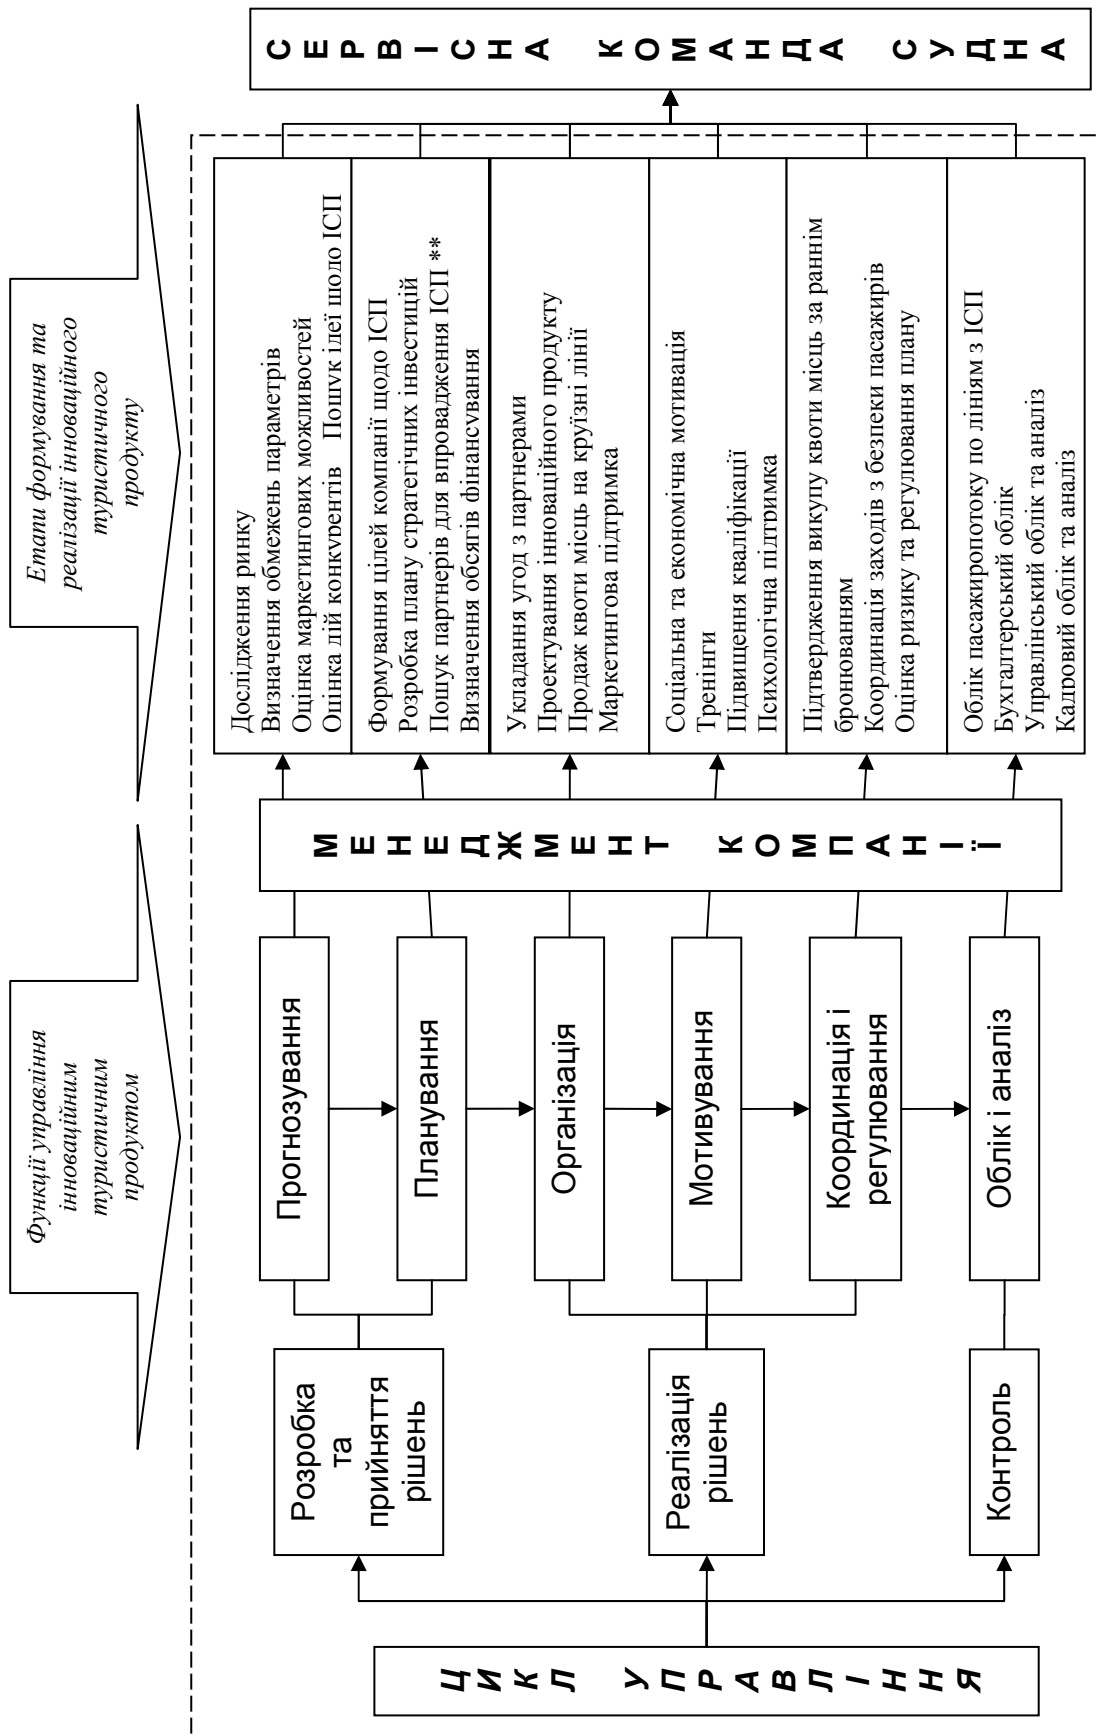 Функції управління
інноваційним
туристичним
продуктом
Етапи формування та
реалізації інноваційного
туристичного
продукту
ЦИКЛ УПРАВЛІННЯ
Розробка
та
прийняття
рішень
Реалізація
рішень
Контроль
Прогнозування
Планування
Організація
Мотивування
Координація і
регулювання
Облік і аналіз
МЕНЕДЖМЕНТ КОМПАНІЇ
Дослідження ринку
Визначення обмежень параметрів
Оцінка маркетингових можливостей
Оцінка дій конкурентів Пошук ідеї щодо ІСП
Формування цілей компанії щодо ІСП
Розробка плану стратегічних інвестицій
Пошук партнерів для впровадження ІСП **
Визначення обсягів фінансування
Укладання угод з партнерами
Проектування інноваційного продукту
Продаж квоти місць на круїзні лінії
Маркетингова підтримка
Соціальна та економічна мотивація
Тренінги
Підвищення кваліфікації
Психологічна підтримка
Підтвердження викупу квоти місць за раннім
бронюванням
Координація заходів з безпеки пасажирів
Оцінка ризику та регулювання плану
Облік пасажиропотоку по лініям з ІСП
Бухгалтерський облік
Управлінський облік та аналіз
Кадровий облік та аналіз
СЕРВІСНА КОМАНДА СУДНА